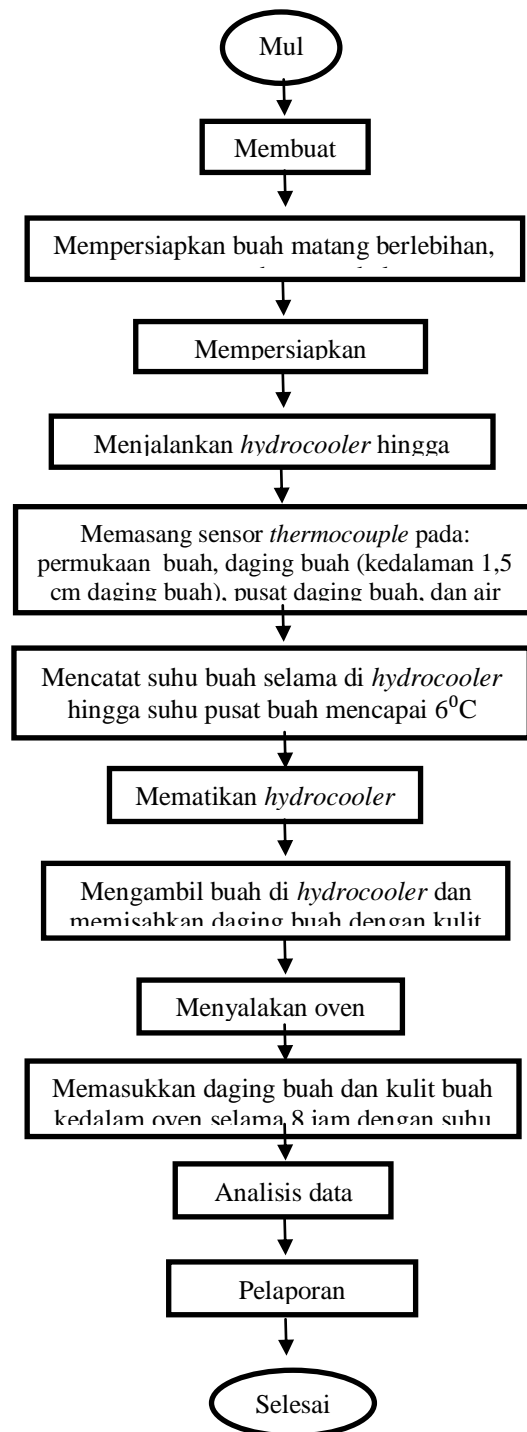 Mul
Membuat
Mempersiapkan buah matang berlebihan,
Mempersiapkan
Menjalankan hydrocooler hingga
Memasang sensor thermocouple pada:
permukaan buah, daging buah (kedalaman 1,5
cm daging buah), pusat daging buah, dan air
Mencatat suhu buah selama di hydrocooler
hingga suhu pusat buah mencapai 6⁰C
Mematikan hydrocooler
Mengambil buah di hydrocooler dan
memisahkan daging buah dengan kulit
Menyalakan oven
Memasukkan daging buah dan kulit buah
kedalam oven selama 8 jam dengan suhu
Analisis data
Pelaporan
Selesai